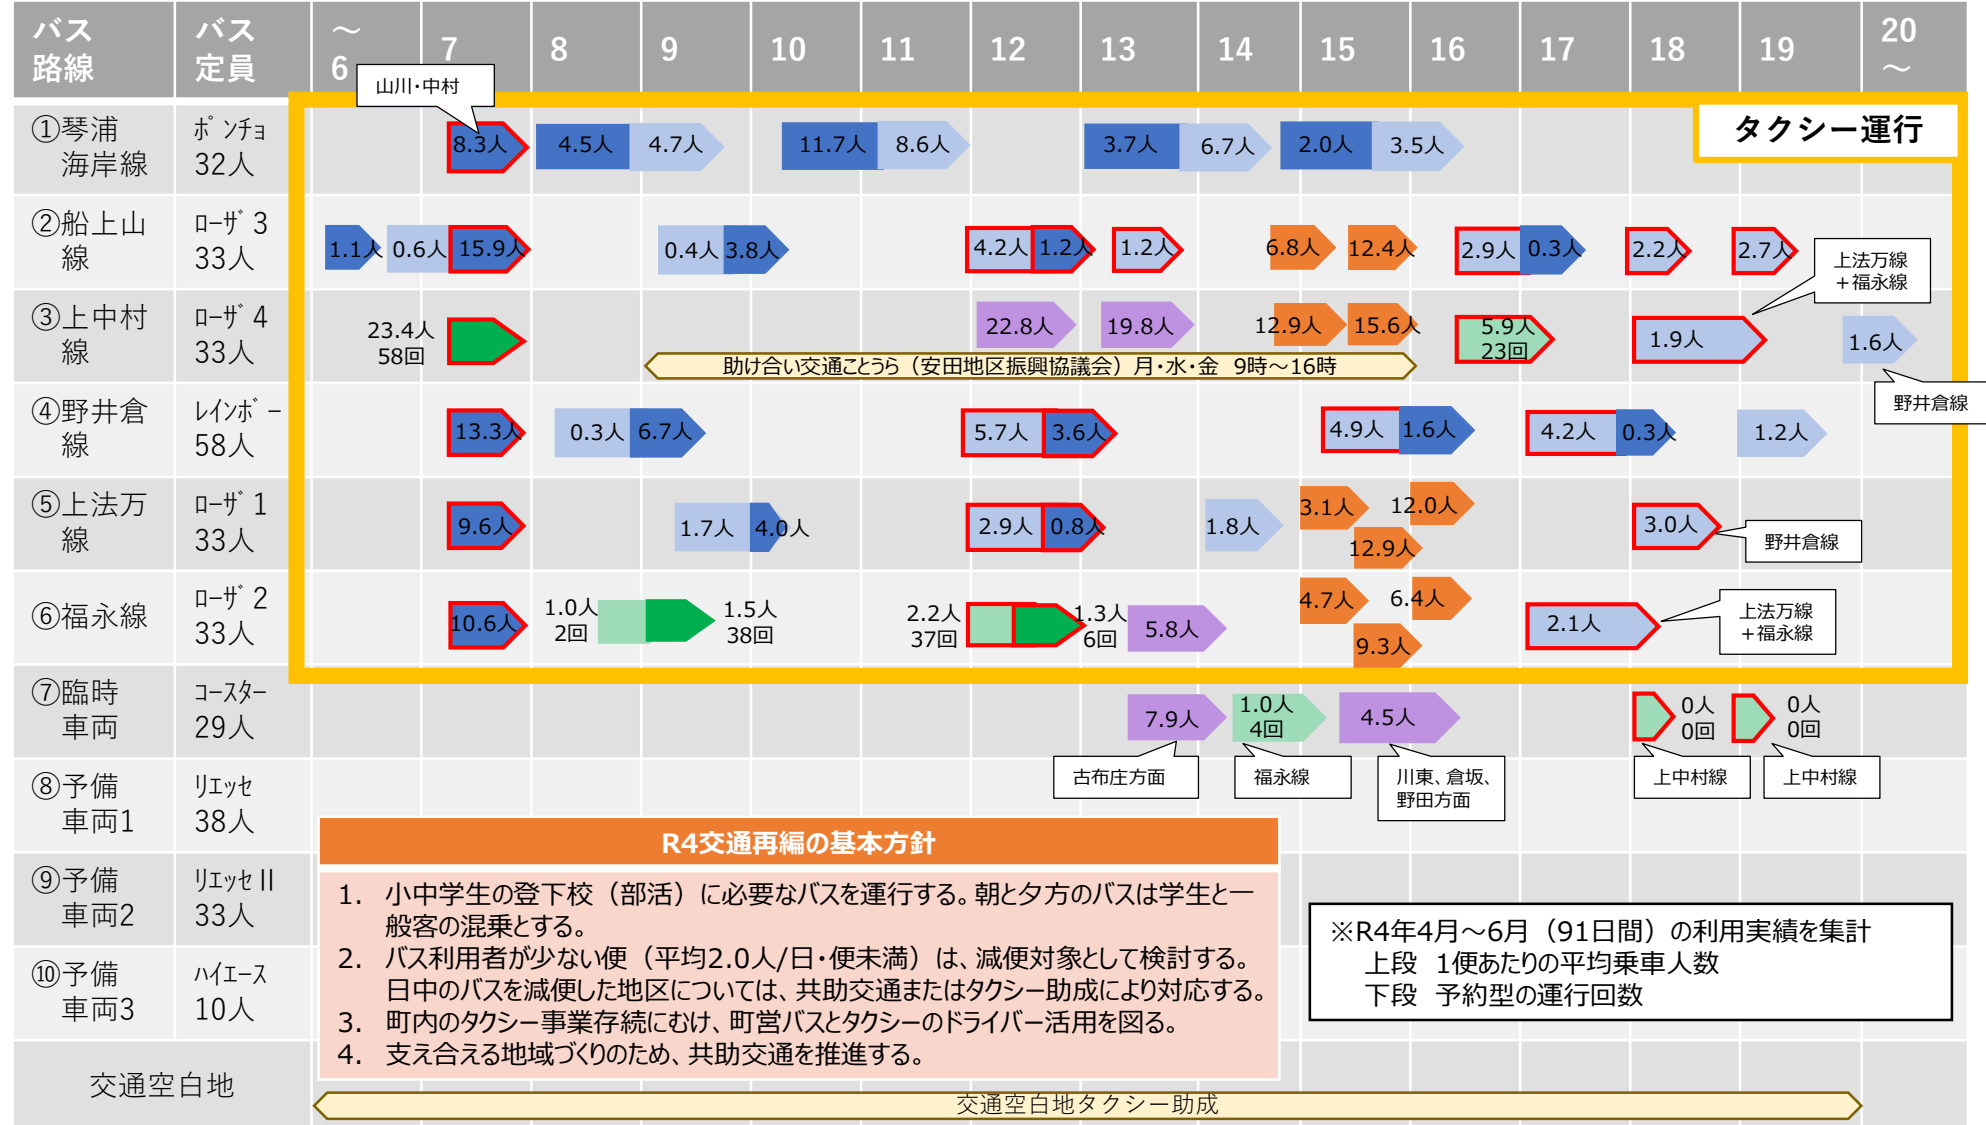 バス
路線
バス
定員
～
6
7
8
9
10
11
12
13
14
15
16
17
18
19
20
～
山川・中村
タクシー運行
①琴浦
海岸線
ポンチョ
32人
8.3人
4.5人
4.7人
11.7人
8.6人
3.7人
6.7人
2.0人
3.5人
②船上山
線
ローザ3
33人
1.1人
0.6人
15.9人
0.4人
3.8人
4.2人
1.2人
1.2人
6.8人
12.4人
2.9人
0.3人
2.2人
2.7人
上法万線
＋福永線
③上中村
線
ローザ4
33人
23.4人
58回
22.8人
19.8人
12.9人
15.6人
5.9人
23回
1.9人
1.6人
助け合い交通ことうら（安田地区振興協議会）月・水・金 9時～16時
野井倉線
④野井倉
線
レインボー
58人
13.3人
0.3人
6.7人
5.7人
3.6人
4.9人
1.6人
4.2人
0.3人
1.2人
⑤上法万
線
ローザ1
33人
9.6人
1.7人
4.0人
2.9人
0.8人
1.8人
3.1人
12.0人
12.9人
3.0人
野井倉線
⑥福永線
ローザ2
33人
10.6人
1.0人
2回
1.5人
38回
2.2人
37回
1.3人
6回
5.8人
4.7人
6.4人
9.3人
2.1人
上法万線
＋福永線
⑦臨時
車両
コースター
29人
7.9人
1.0人
4回
4.5人
0人
0回
0人
0回
古布庄方面
福永線
川東、倉坂、
野田方面
上中村線
上中村線
⑧予備
車両1
リエッセ
38人
R4交通再編の基本方針
1. 小中学生の登下校（部活）に必要なバスを運行する。朝と夕方のバスは学生と一
般客の混乗とする。
2. バス利用者が少ない便（平均2.0人/日・便未満）は、減便対象として検討する。
日中のバスを減便した地区については、共助交通またはタクシー助成により対応する。
3. 町内のタクシー事業存続にむけ、町営バスとタクシーのドライバー活用を図る。
4. 支え合える地域づくりのため、共助交通を推進する。
⑨予備
車両2
リエッセⅡ
33人
※R4年4月～6月（91日間）の利用実績を集計
上段 1便あたりの平均乗車人数
下段 予約型の運行回数
⑩予備
車両3
ハイエース
10人
交通空白地
交通空白地タクシー助成